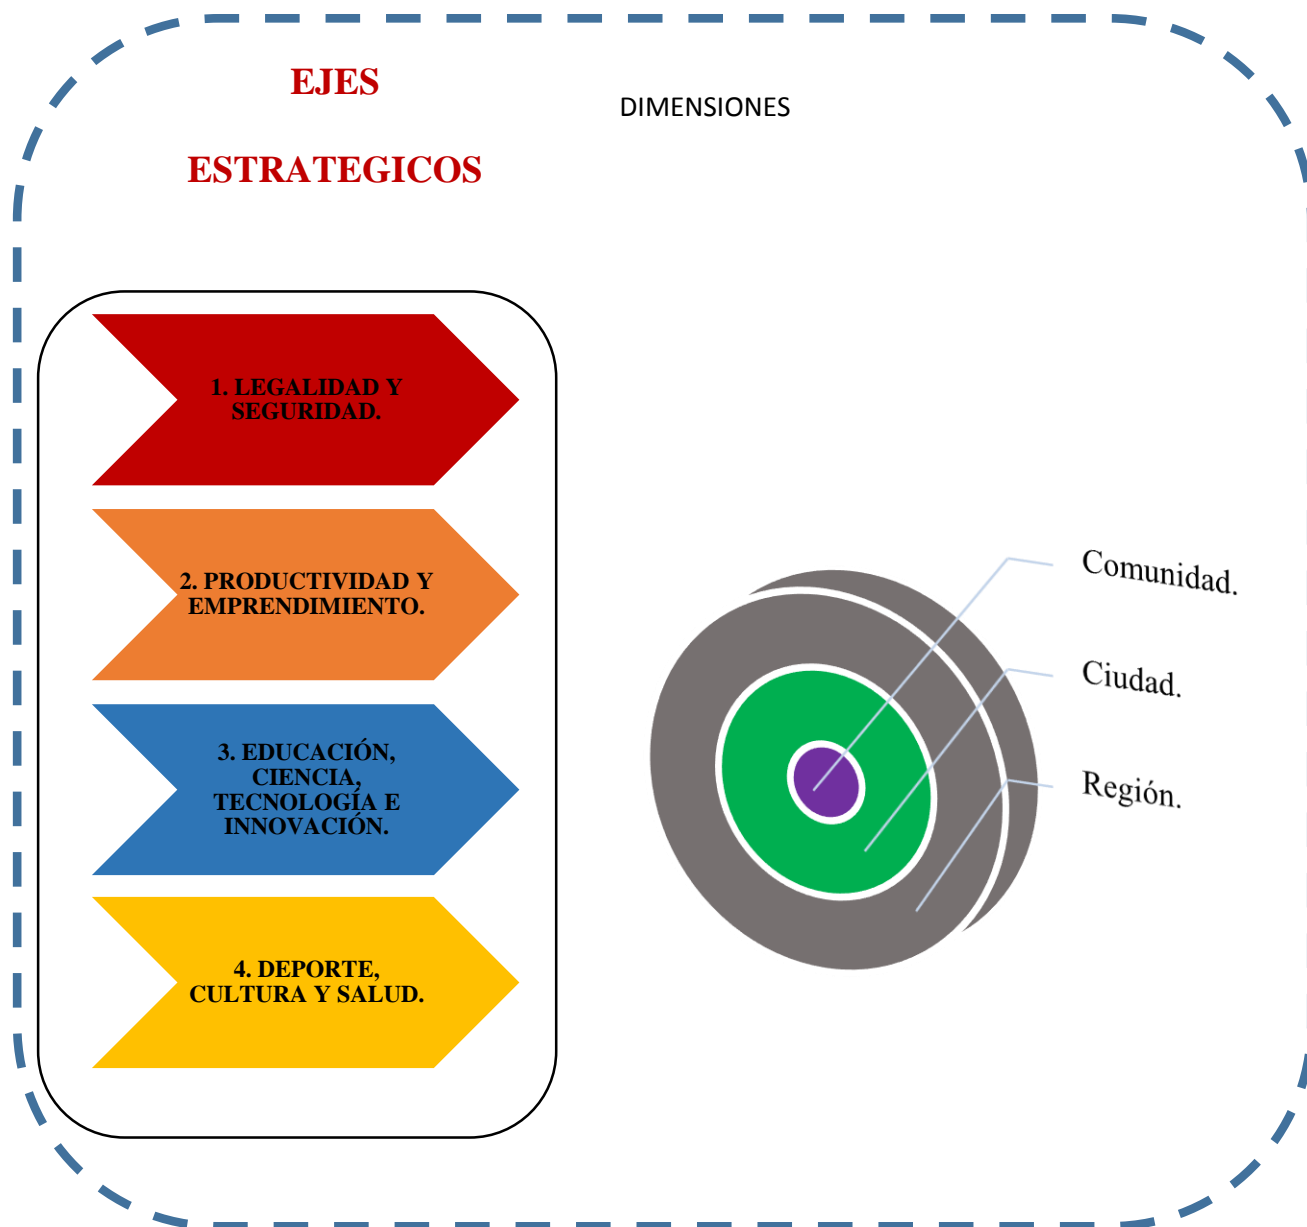 EJES
ESTRATEGICOS
DIMENSIONES
1. LEGALIDAD Y
SEGURIDAD.
2. PRODUCTIVIDAD Y
EMPRENDIMIENTO.
3. EDUCACIÓN,
CIENCIA,
TECNOLOGÍA E
INNOVACIÓN.
4. DEPORTE,
CULTURA Y SALUD.
Comunidad.
Ciudad.
Región.